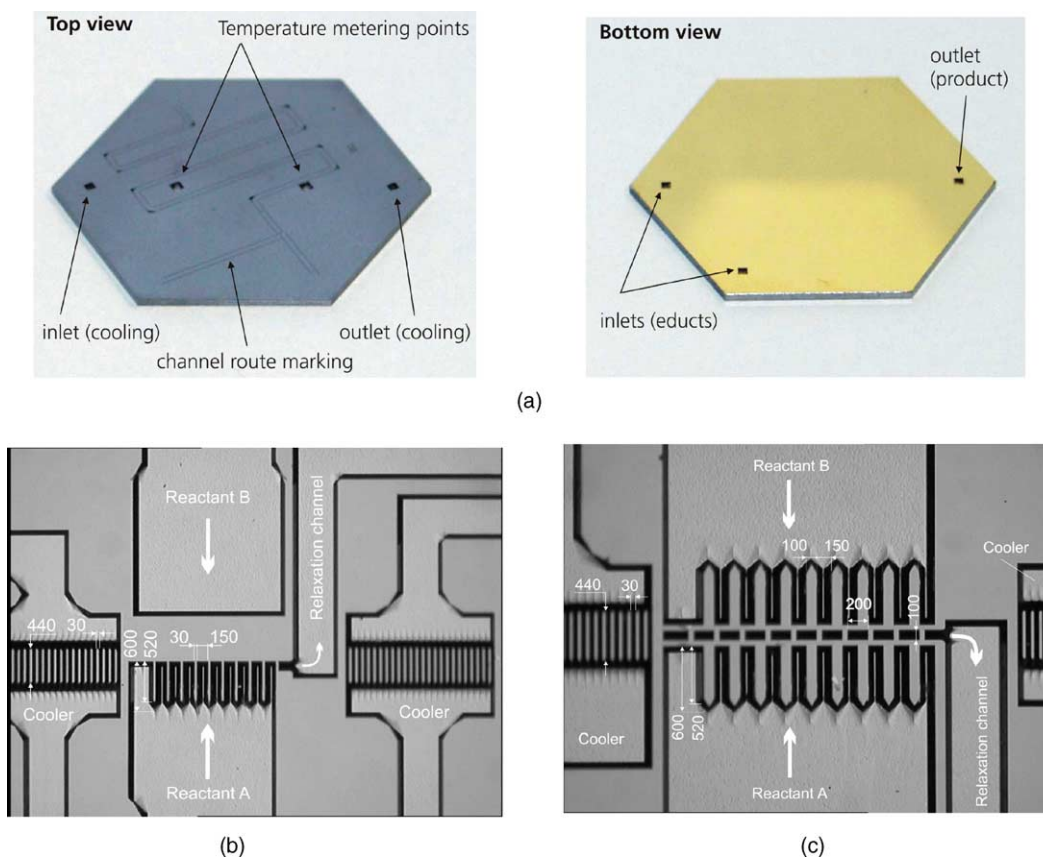 Top view
Temperature metering points
inlet (cooling)
outlet (cooling)
channel route marking
Bottom view
outlet
(product)
inlets (educts)
(a)
Reactant B
Relaxation channel
440
30
600
520
30
150
Cooler
Cooler
Reactant A
(b)
Reactant B
100
150
Cooler
440
30
200
100
600
520
Cooler
Reactant A
Relaxation channel
(c)